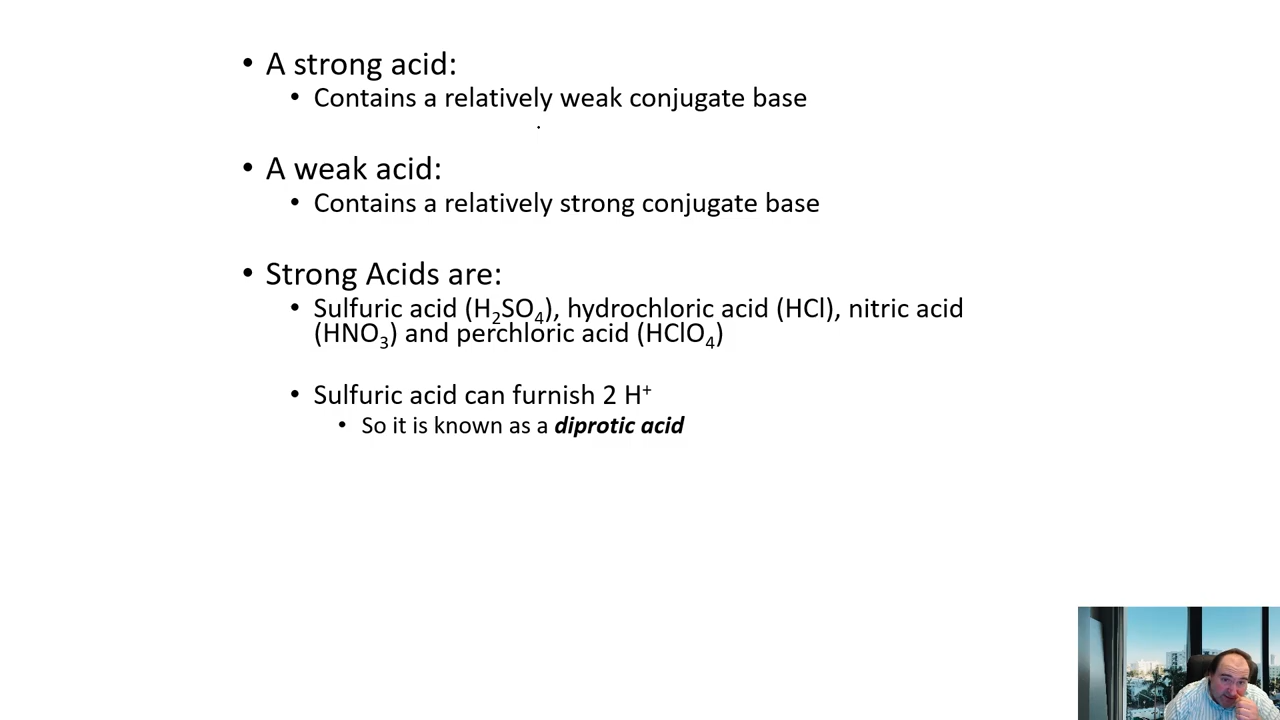 • A strong acid:
• Contains a relatively weak conjugate base
• A weak acid:
• Contains a relatively strong conjugate base
• Strong Acids are:
• Sulfuric acid (H₂SO₄), hydrochloric acid (HCl), nitric acid
(HNO₃) and perchloric acid (HClO₄)
• Sulfuric acid can furnish 2 H⁺
• So it is known as a diprotic acid